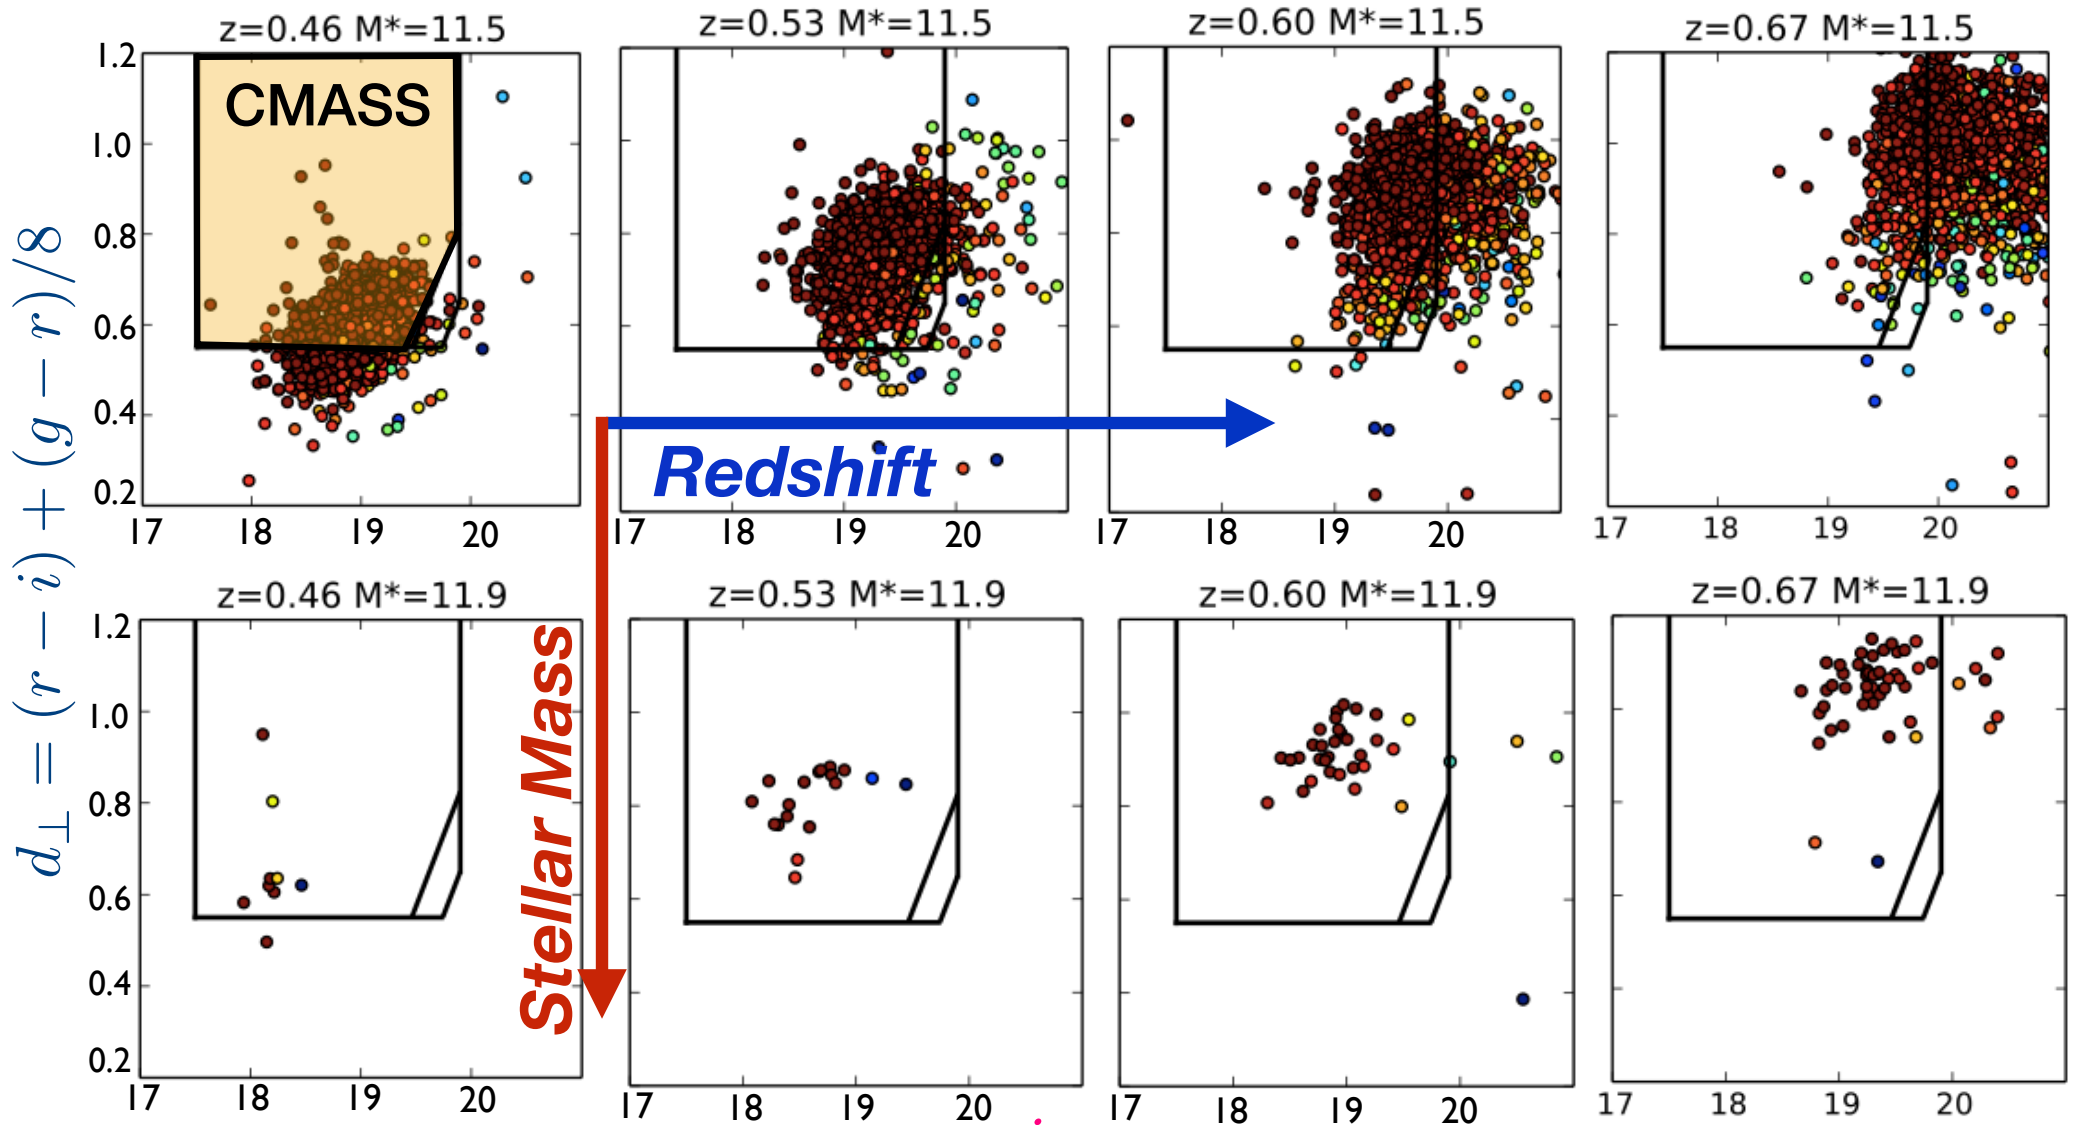 z=0.46 M*=11.5
z=0.53 M*=11.5
z=0.60 M*=11.5
z=0.67 M*=11.5
CMASS
1.2
1.0
0.8
0.6
0.4
0.2
17 18 19 20
17 18 19 20
17 18 19 20
17 18 19 20
d⊥ = (r − i) + (g − r)/8
Redshift
Stellar Mass
z=0.46 M*=11.9
z=0.53 M*=11.9
z=0.60 M*=11.9
z=0.67 M*=11.9
1.2
1.0
0.8
0.6
0.4
0.2
17 18 19 20
17 18 19 20
17 18 19 20
17 18 19 20